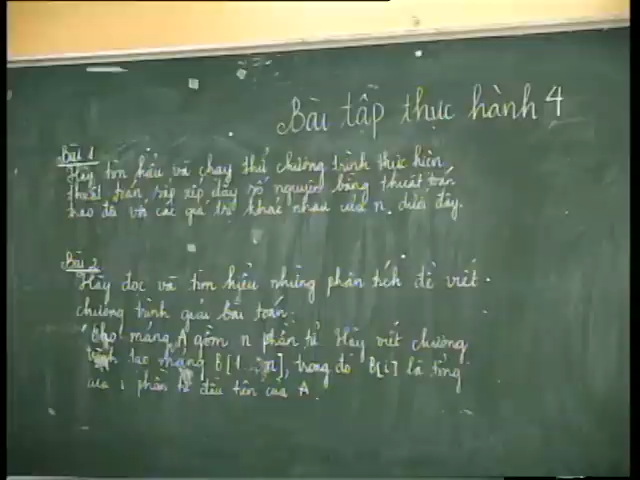 Bài tập thực hành 4
Bài 1
Hãy tìm hiểu và chạy thử chương trình thực hiện
thuật toán sắp xếp dãy số nguyên bằng thuật toán
tráo đổi với các giá trị khác nhau của n dưới đây.
Bài 2
Hãy đọc và tìm hiểu những phân tích để viết
chương trình giải bài toán:
"Cho mảng A gồm n phần tử. Hãy viết chương
trình tạo mảng B[1...n], trong đó B[i] là tổng
của i phần tử đầu tiên của A.